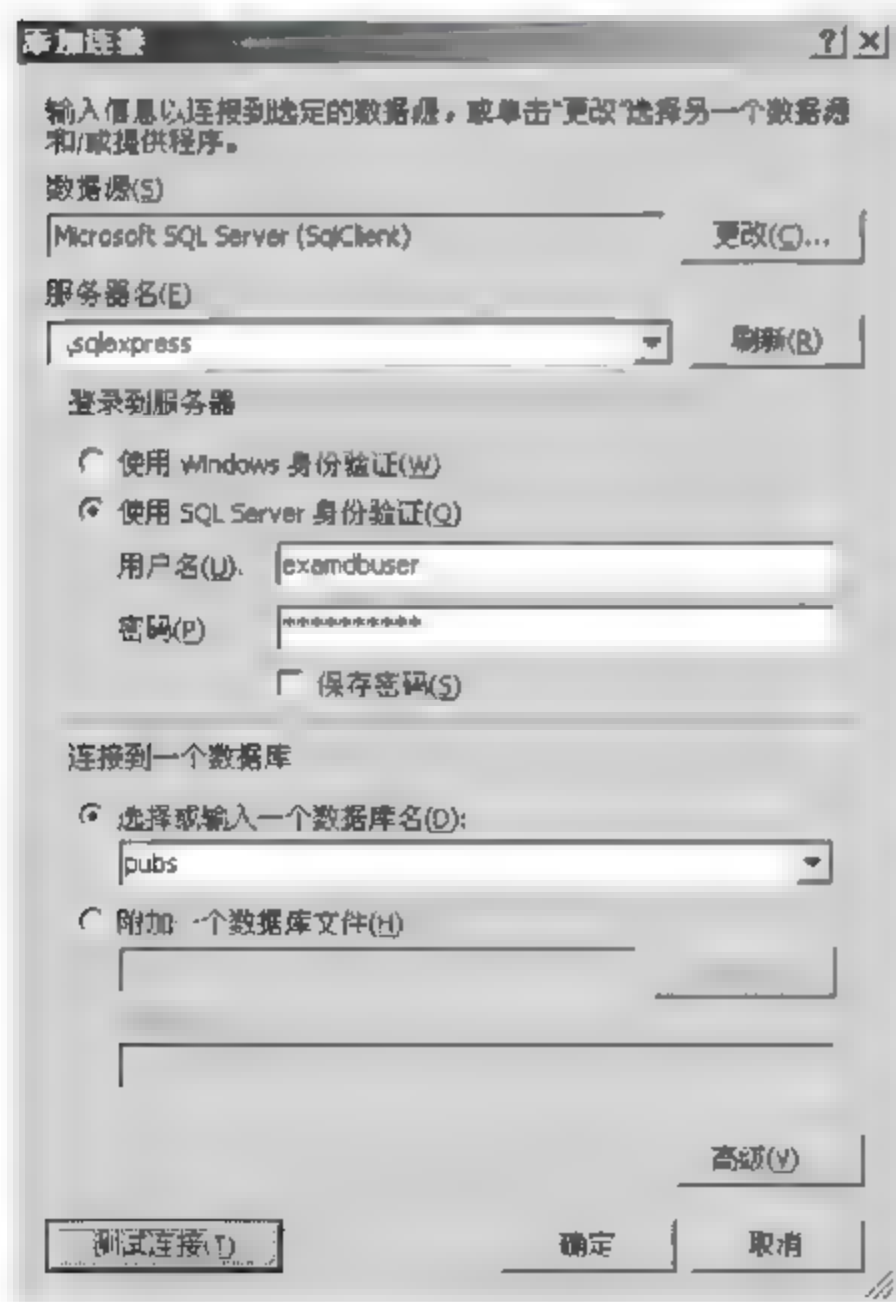 添加连接
输入信息以连接到选定的数据源,或单击“更改”选择另一个数据源
和/或提供程序。
数据源(S)
Microsoft SQL Server (SqlClient)
更改(C)...
服务器名(E)
.\sqlexpress
刷新(R)
登录到服务器
使用 Windows 身份验证(W)
使用 SQL Server 身份验证(Q)
用户名(U).
examdbuser
密码(P)
***********
保存密码(S)
连接到一个数据库
选择或输入一个数据库名(D):
pubs
附加一个数据库文件(H)
高级(V)
测试连接(T)
确定
取消